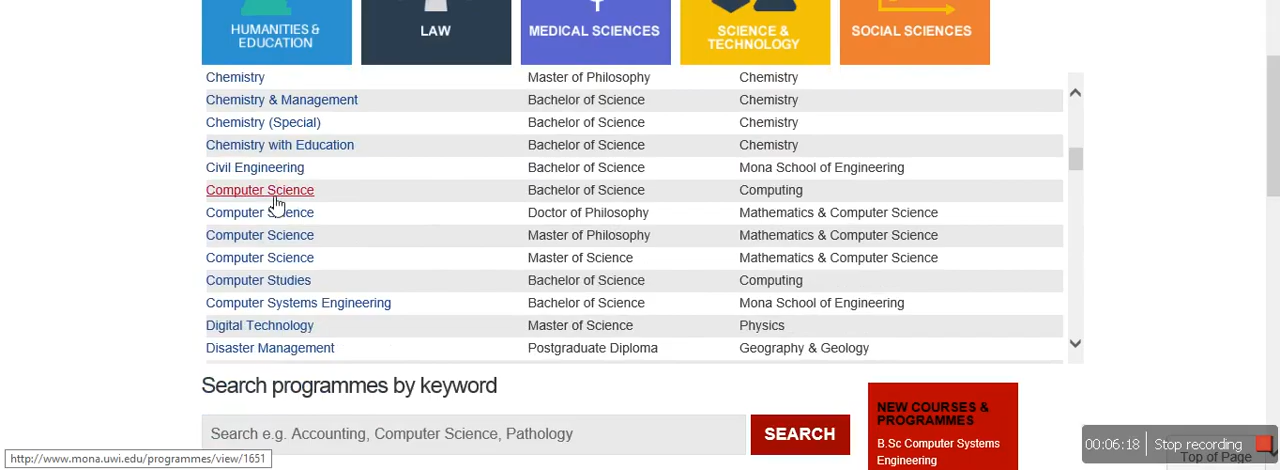 HUMANITIES &
EDUCATION
LAW
MEDICAL SCIENCES
SCIENCE &
TECHNOLOGY
SOCIAL SCIENCES
Chemistry Master of Philosophy Chemistry
Chemistry & Management Bachelor of Science Chemistry
Chemistry (Special) Bachelor of Science Chemistry
Chemistry with Education Bachelor of Science Chemistry
Civil Engineering Bachelor of Science Mona School of Engineering
Computer Science Bachelor of Science Computing
Computer Science Doctor of Philosophy Mathematics & Computer Science
Computer Science Master of Philosophy Mathematics & Computer Science
Computer Science Master of Science Mathematics & Computer Science
Computer Studies Bachelor of Science Computing
Computer Systems Engineering Bachelor of Science Mona School of Engineering
Digital Technology Master of Science Physics
Disaster Management Postgraduate Diploma Geography & Geology
Search programmes by keyword
Search e.g. Accounting, Computer Science, Pathology
SEARCH
NEW COURSES &
PROGRAMMES
B.Sc Computer Systems
Engineering
00:06:18 Stop recording
Top of Page
http://www.mona.uwi.edu/programmes/view/1651